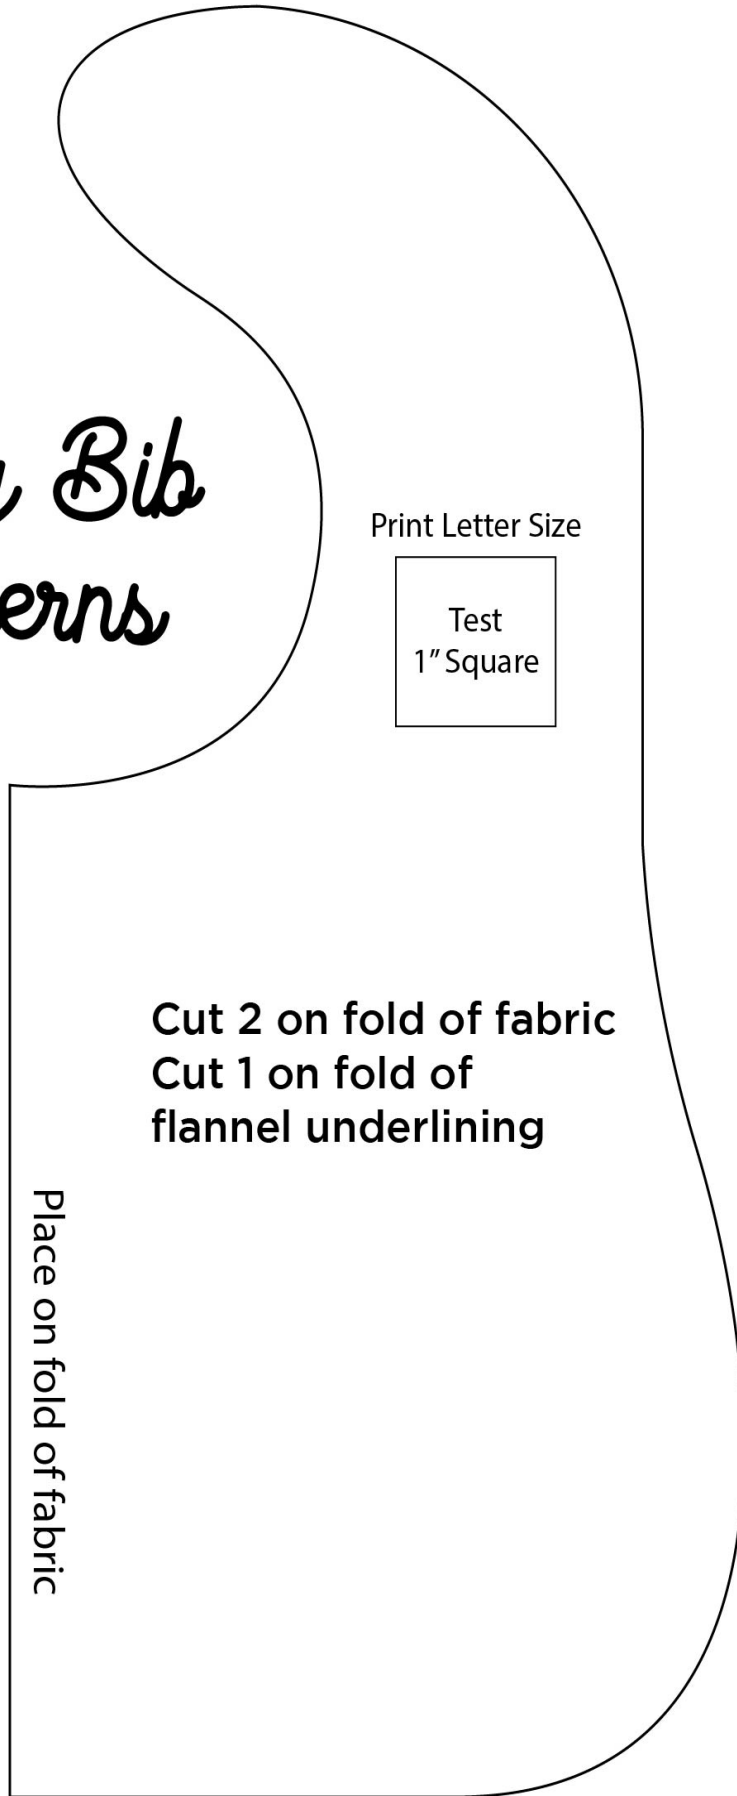 Bib
Print Letter Size
Test
1" Square
Cut 2 on fold of fabric
Cut 1 on fold of
flannel underlining
Place on fold of fabric